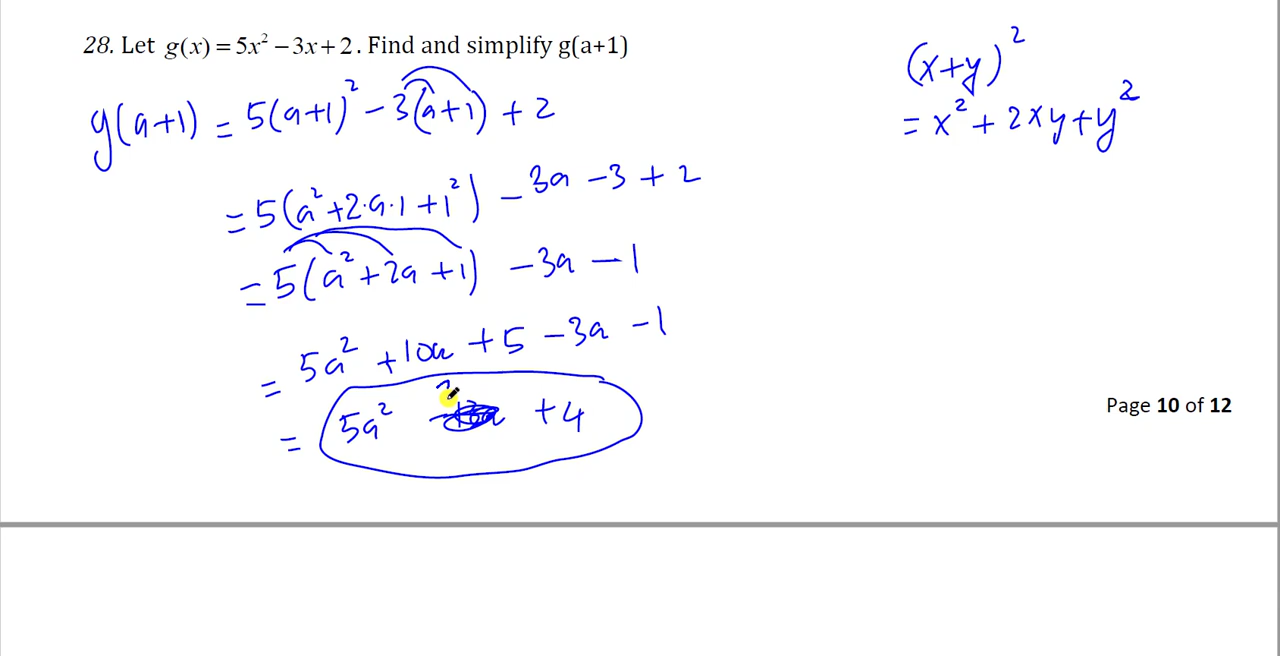 28. Let g(x) = 5x² − 3x + 2. Find and simplify g(a+1)
(x+y)²
= x² + 2xy + y²
g(a+1) = 5(a+1)² − 3(a+1) + 2
= 5(a² + 2·a·1 + 1²) − 3a − 3 + 2
= 5(a² + 2a + 1) − 3a − 1
= 5a² + 10a + 5 − 3a − 1
= 5a² + 4
Page 10 of 12